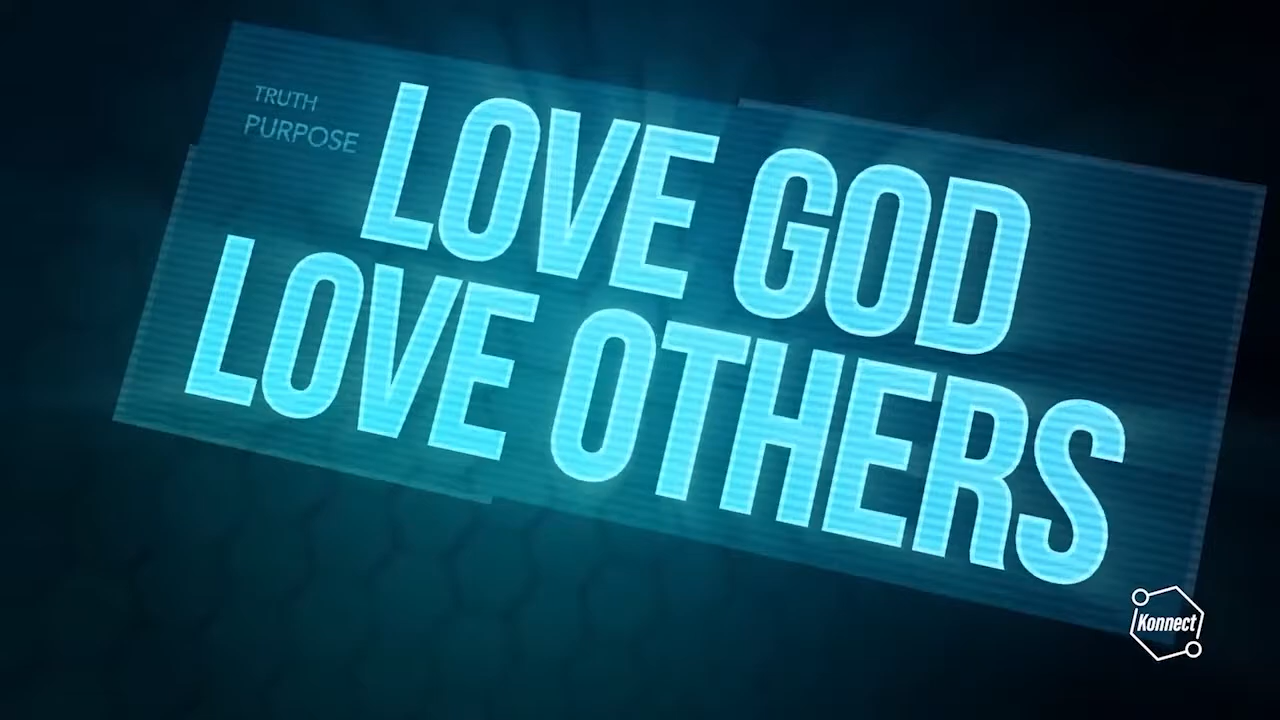 TRUTH
PURPOSE
LOVE GOD
LOVE OTHERS
Konnect